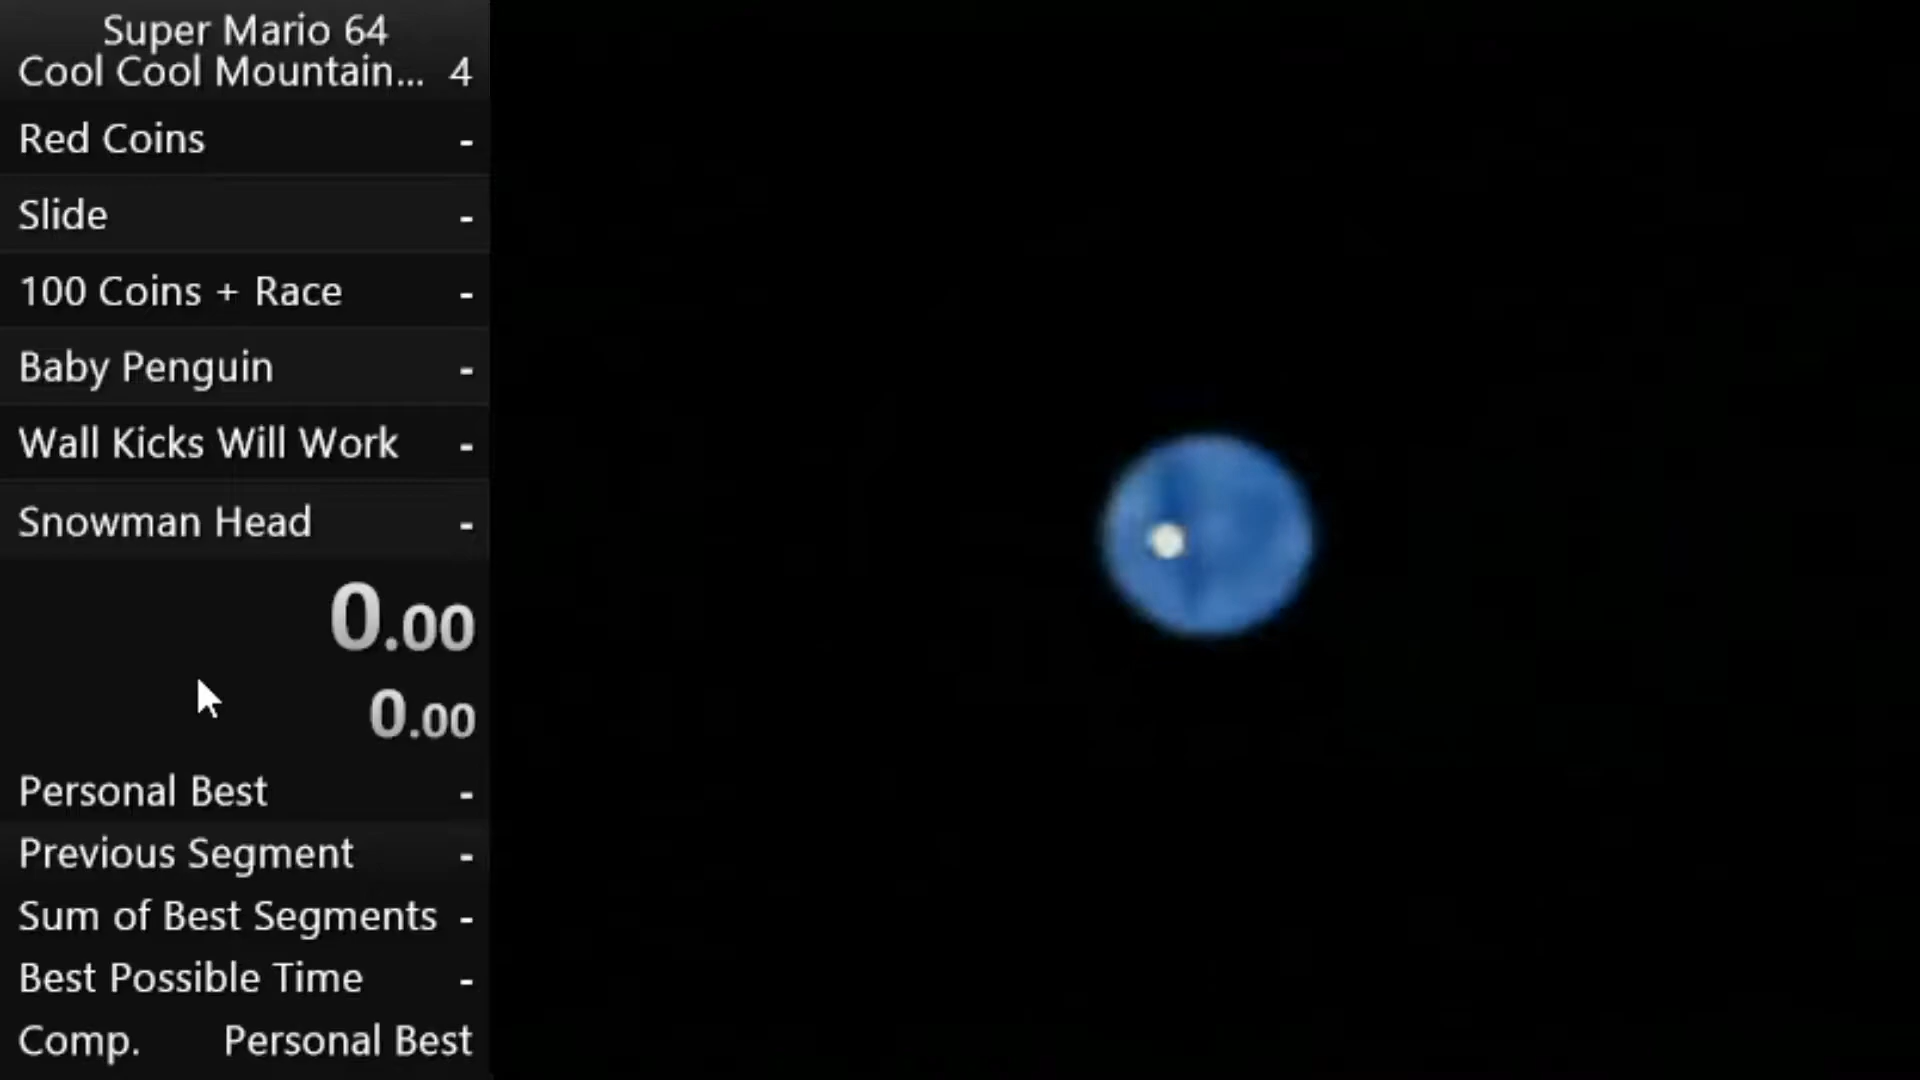 Super Mario 64
Cool Cool Mountain... 4
Red Coins -
Slide -
100 Coins + Race -
Baby Penguin -
Wall Kicks Will Work -
Snowman Head -
0.00
0.00
Personal Best -
Previous Segment -
Sum of Best Segments -
Best Possible Time -
Comp. Personal Best